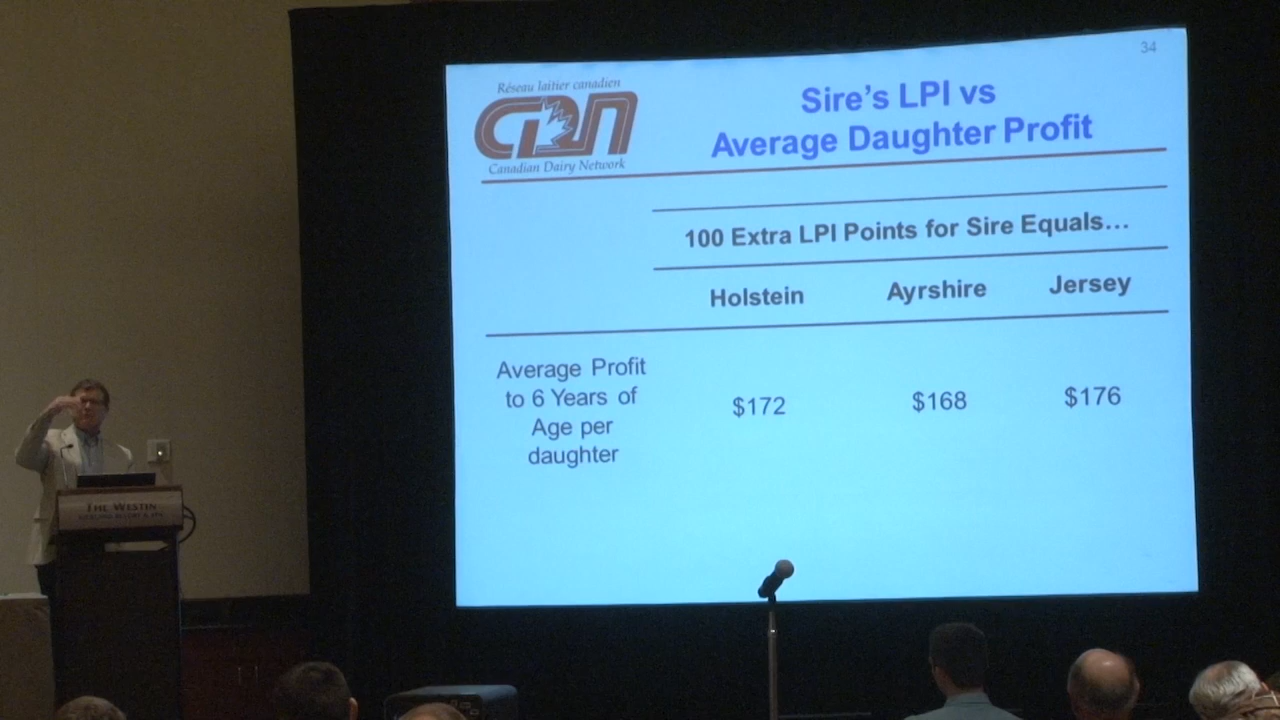 34
Réseau laitier canadien
CDN
Canadian Dairy Network
Sire's LPI vs
Average Daughter Profit
100 Extra LPI Points for Sire Equals…
Holstein Ayrshire Jersey
Average Profit
to 6 Years of
Age per
daughter
$172 $168 $176
THE WESTIN